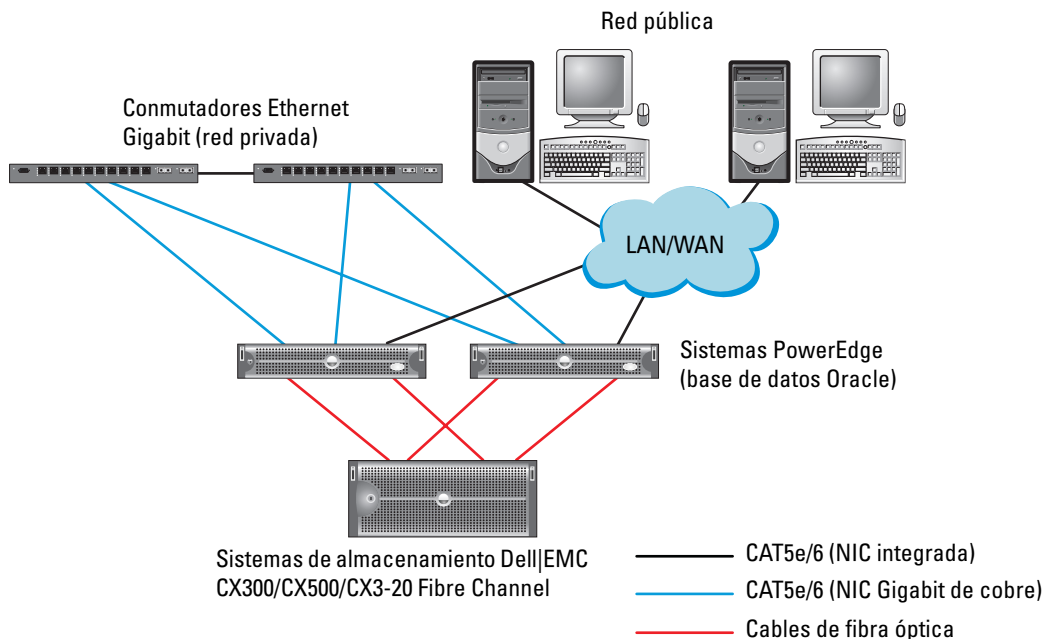 Red pública
Conmutadores Ethernet
Gigabit (red privada)
LAN/WAN
Sistemas PowerEdge
(base de datos Oracle)
Sistemas de almacenamiento Dell|EMC
CX300/CX500/CX3-20 Fibre Channel
CAT5e/6 (NIC integrada)
CAT5e/6 (NIC Gigabit de cobre)
Cables de fibra óptica